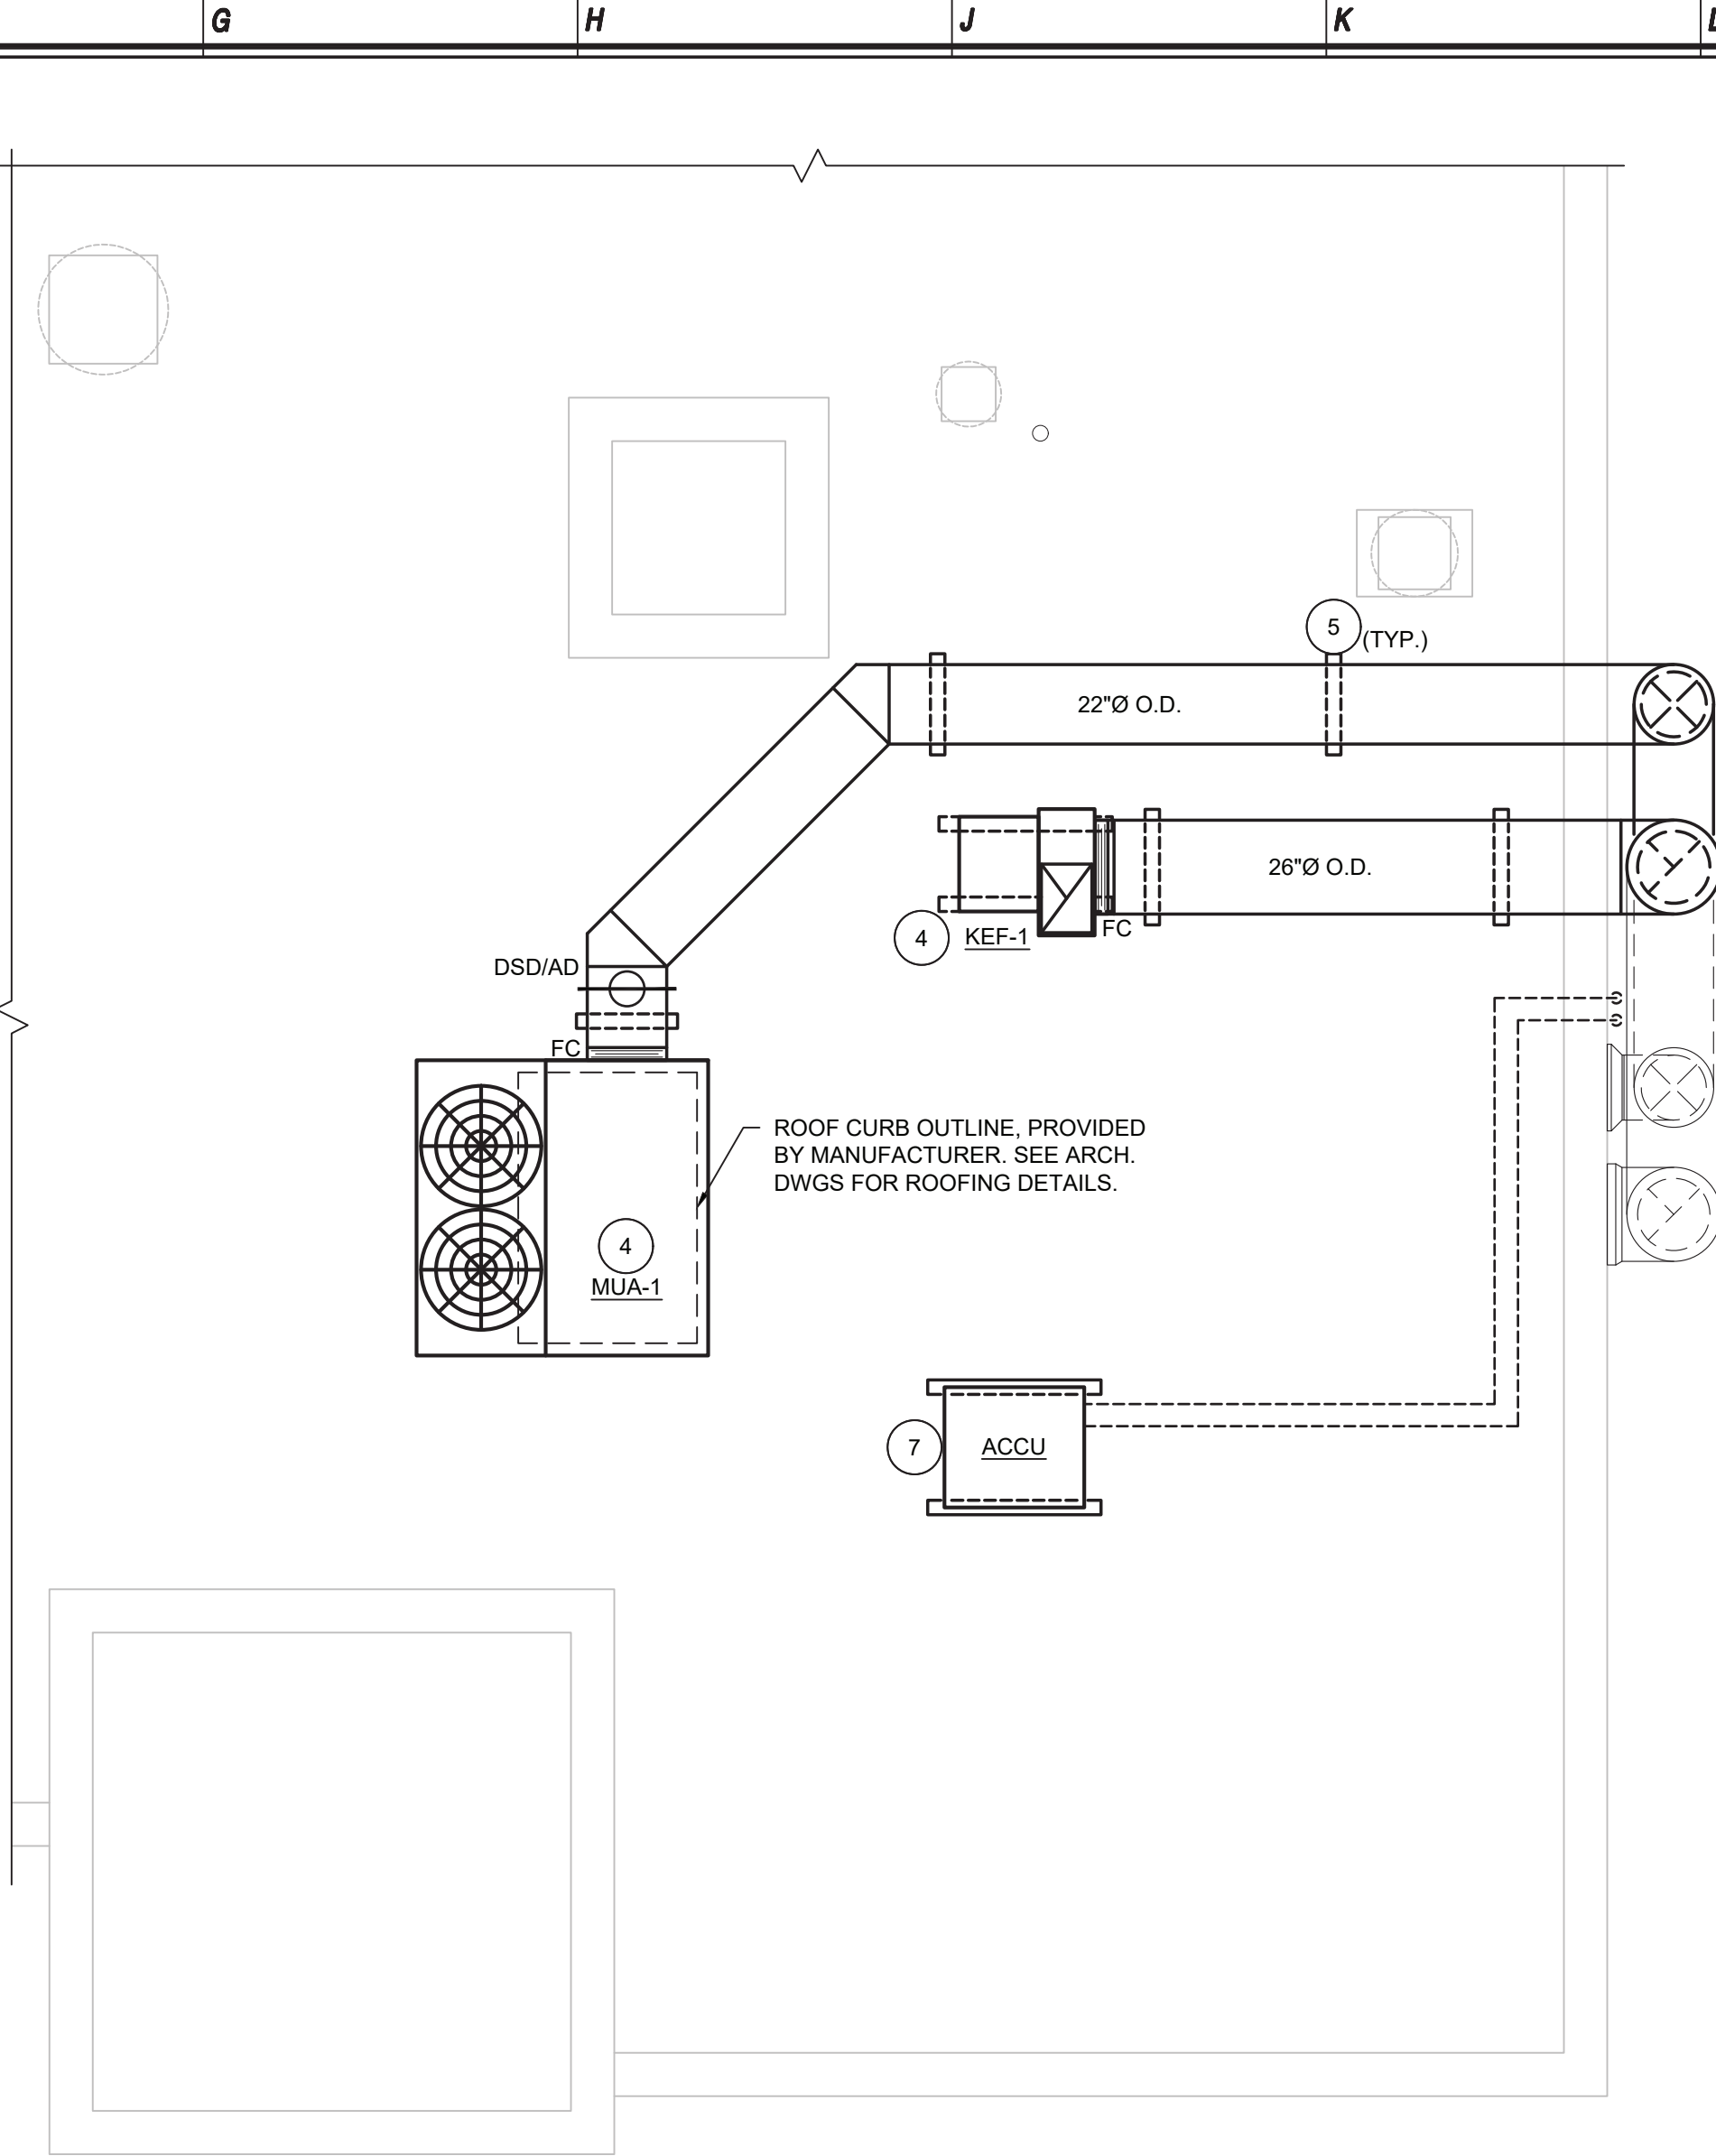 G H J K
5 (TYP.)
22"Ø O.D.
26"Ø O.D.
4 KEF-1 FC
DSD/AD
FC
ROOF CURB OUTLINE, PROVIDED
BY MANUFACTURER. SEE ARCH.
DWGS FOR ROOFING DETAILS.
4
MUA-1
7 ACCU